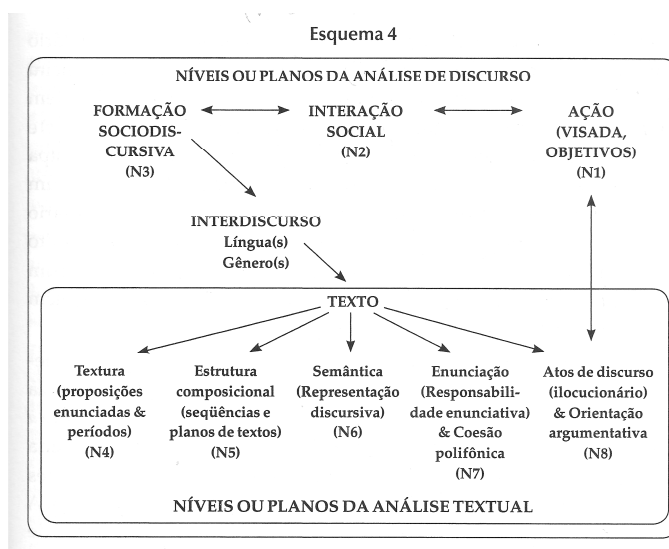 Esquema 4
NÍVEIS OU PLANOS DA ANÁLISE DE DISCURSO
FORMAÇÃO
SOCIODIS-
CURSIVA
(N3)
INTERAÇÃO
SOCIAL
(N2)
AÇÃO
(VISADA,
OBJETIVOS)
(N1)
INTERDISCURSO
Língua(s)
Gênero(s)
TEXTO
Textura
(proposições
enunciadas &
períodos)
(N4)
Estrutura
composicional
(seqüências e
planos de textos)
(N5)
Semântica
(Representação
discursiva)
(N6)
Enunciação
(Responsabili-
dade enunciativa)
& Coesão
polifônica
(N7)
Atos de discurso
(ilocucionário)
& Orientação
argumentativa
(N8)
NÍVEIS OU PLANOS DA ANÁLISE TEXTUAL